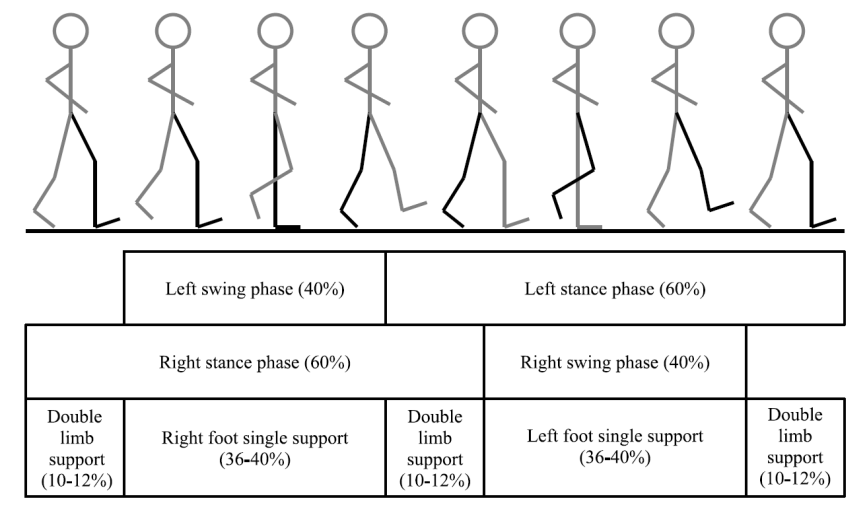 Left swing phase (40%)
Left stance phase (60%)
Right stance phase (60%)
Right swing phase (40%)
Double
limb
support
(10-12%)
Right foot single support
(36-40%)
Double
limb
support
(10-12%)
Left foot single support
(36-40%)
Double
limb
support
(10-12%)